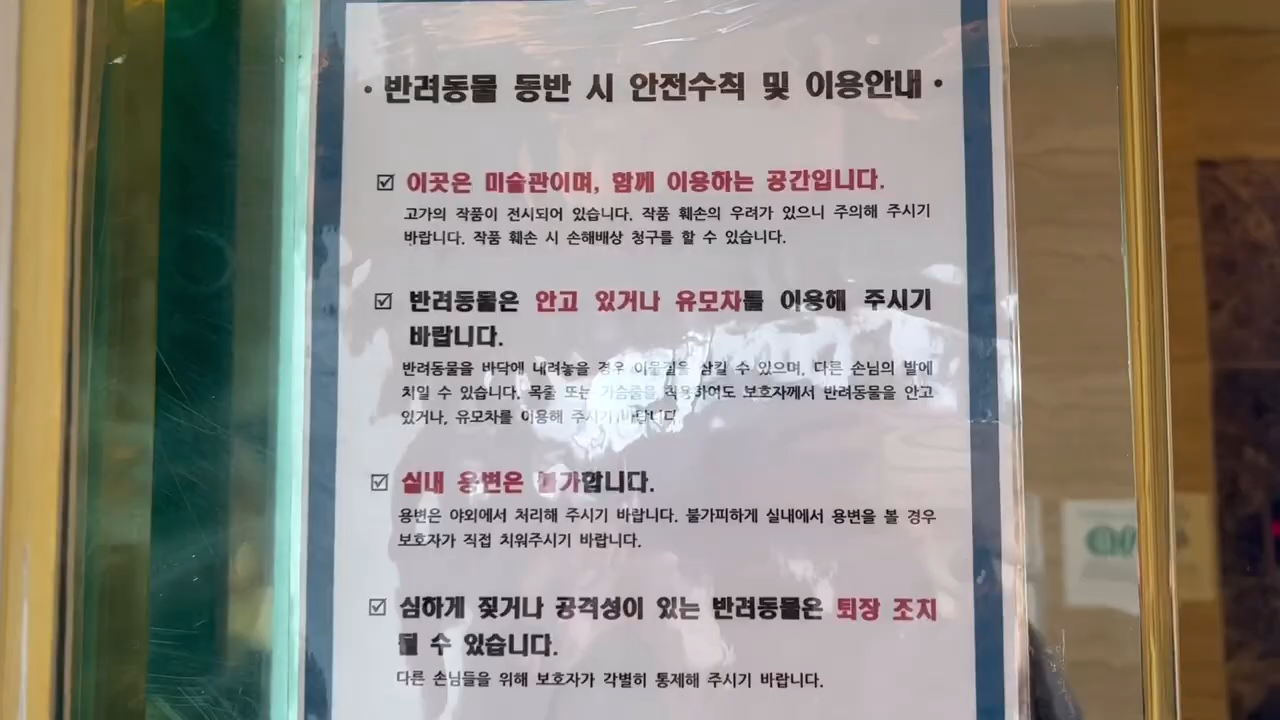 • 반려동물 동반 시 안전수칙 및 이용안내 •
☑ 이곳은 미술관이며, 함께 이용하는 공간입니다.
고가의 작품이 전시되어 있습니다. 작품 훼손의 우려가 있으니 주의해 주시기
바랍니다. 작품 훼손 시 손해배상 청구를 할 수 있습니다.
☑ 반려동물은 안고 있거나 유모차를 이용해 주시기
바랍니다.
반려동물을 바닥에 내려놓을 경우 이물질을 삼킬 수 있으며, 다른 손님의 발에
치일 수 있습니다. 목줄 또는 가슴줄을 착용하여도 보호자께서 반려동물을 안고
있거나, 유모차를 이용해 주시기 바랍니다
☑ 실내 용변은 불가합니다.
용변은 야외에서 처리해 주시기 바랍니다. 불가피하게 실내에서 용변을 볼 경우
보호자가 직접 치워주시기 바랍니다.
☑ 심하게 짖거나 공격성이 있는 반려동물은 퇴장 조치
될 수 있습니다.
다른 손님들을 위해 보호자가 각별히 통제해 주시기 바랍니다.